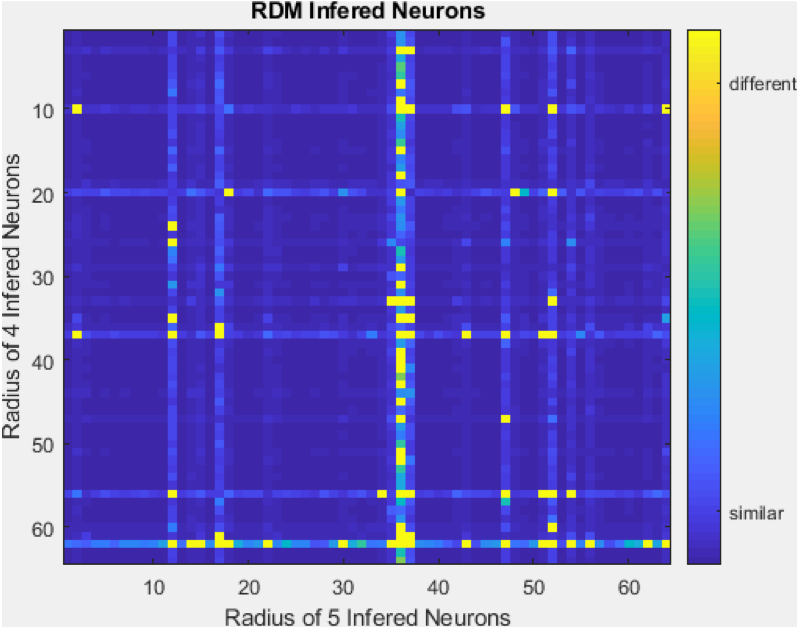 RDM Infered Neurons
different
similar
Radius of 4 Infered Neurons
10
20
30
40
50
60
10 20 30 40 50 60
Radius of 5 Infered Neurons